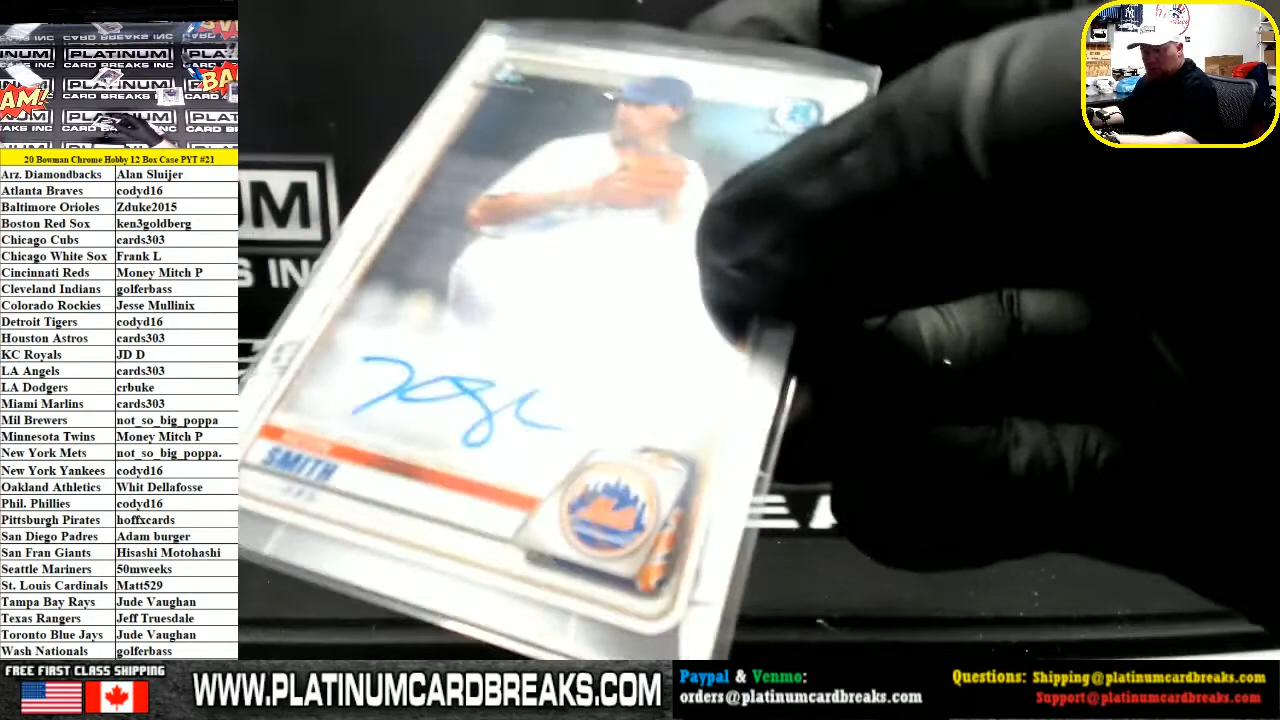 INC PLATINUM CARD BREAKS INC
BAM!
20 Bowman Chrome Hobby 12 Box Case PYT #21
Arz. Diamondbacks Alan Sluijer
Atlanta Braves codyd16
Baltimore Orioles Zduke2015
Boston Red Sox ken3goldberg
Chicago Cubs cards303
Chicago White Sox Frank L
Cincinnati Reds Money Mitch P
Cleveland Indians golferbass
Colorado Rockies Jesse Mullinix
Detroit Tigers codyd16
Houston Astros cards303
KC Royals JD D
LA Angels cards303
LA Dodgers crbuke
Miami Marlins cards303
Mil Brewers not_so_big_poppa
Minnesota Twins Money Mitch P
New York Mets not_so_big_poppa.
New York Yankees codyd16
Oakland Athletics Whit Dellafosse
Phil. Phillies codyd16
Pittsburgh Pirates hoffxcards
San Diego Padres Adam burger
San Fran Giants Hisashi Motohashi
Seattle Mariners 50mweeks
St. Louis Cardinals Matt529
Tampa Bay Rays Jude Vaughan
Texas Rangers Jeff Truesdale
Toronto Blue Jays Jude Vaughan
Wash Nationals golferbass
SMITH
FREE FIRST CLASS SHIPPING
WWW.PLATINUMCARDBREAKS.COM
Paypal & Venmo:
orders@platinumcardbreaks.com
Questions: Shipping@platinumcardbreaks.com
Support@platinumcardbreaks.com